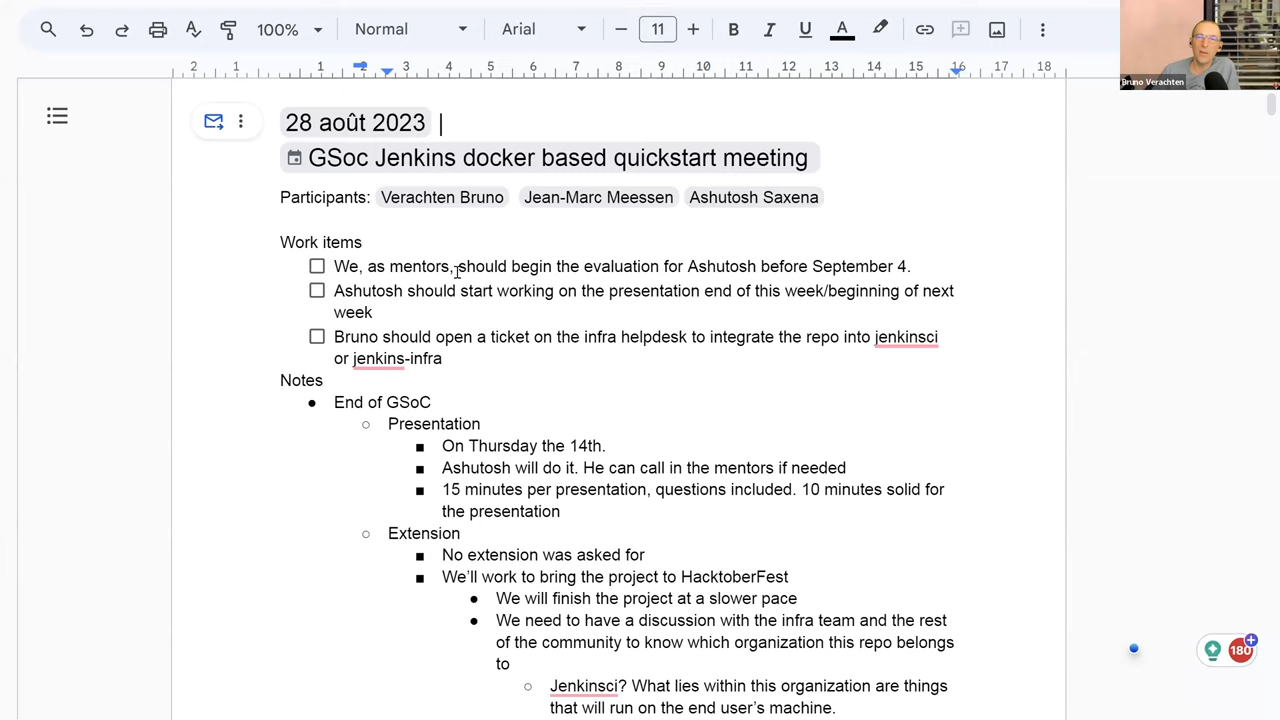 100%
Normal
Arial
11
B I U A
2 1 1 2 3 4 5 6 7 8 9 10 11 12 13 14 15 16 17 18
Bruno Verachten
28 août 2023 |
GSoc Jenkins docker based quickstart meeting
Participants: Verachten Bruno Jean-Marc Meessen Ashutosh Saxena
Work items
We, as mentors, should begin the evaluation for Ashutosh before September 4.
Ashutosh should start working on the presentation end of this week/beginning of next
week
Bruno should open a ticket on the infra helpdesk to integrate the repo into jenkinsci
or jenkins-infra
Notes
● End of GSoC
○ Presentation
■ On Thursday the 14th.
■ Ashutosh will do it. He can call in the mentors if needed
■ 15 minutes per presentation, questions included. 10 minutes solid for
the presentation
○ Extension
■ No extension was asked for
■ We'll work to bring the project to HacktoberFest
● We will finish the project at a slower pace
● We need to have a discussion with the infra team and the rest
of the community to know which organization this repo belongs
to
○ Jenkinsci? What lies within this organization are things
that will run on the end user's machine.
180